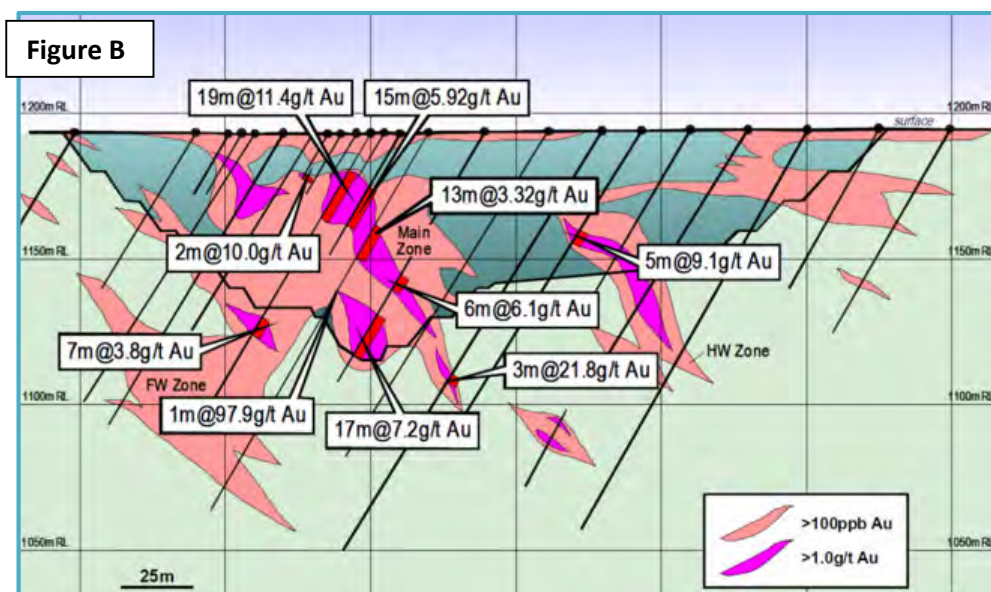 Figure B
1200m RL
1200m RL
surface
19m@11.4g/t Au
15m@5.92g/t Au
13m@3.32g/t Au
Main
Zone
2m@10.0g/t Au
5m@9.1g/t Au
1150m RL
1150m RL
6m@6.1g/t Au
7m@3.8g/t Au
3m@21.8g/t Au
HW Zone
FW Zone
1m@97.9g/t Au
17m@7.2g/t Au
1100m RL
1100m RL
>100ppb Au
>1.0g/t Au
1050m RL
1050m RL
25m